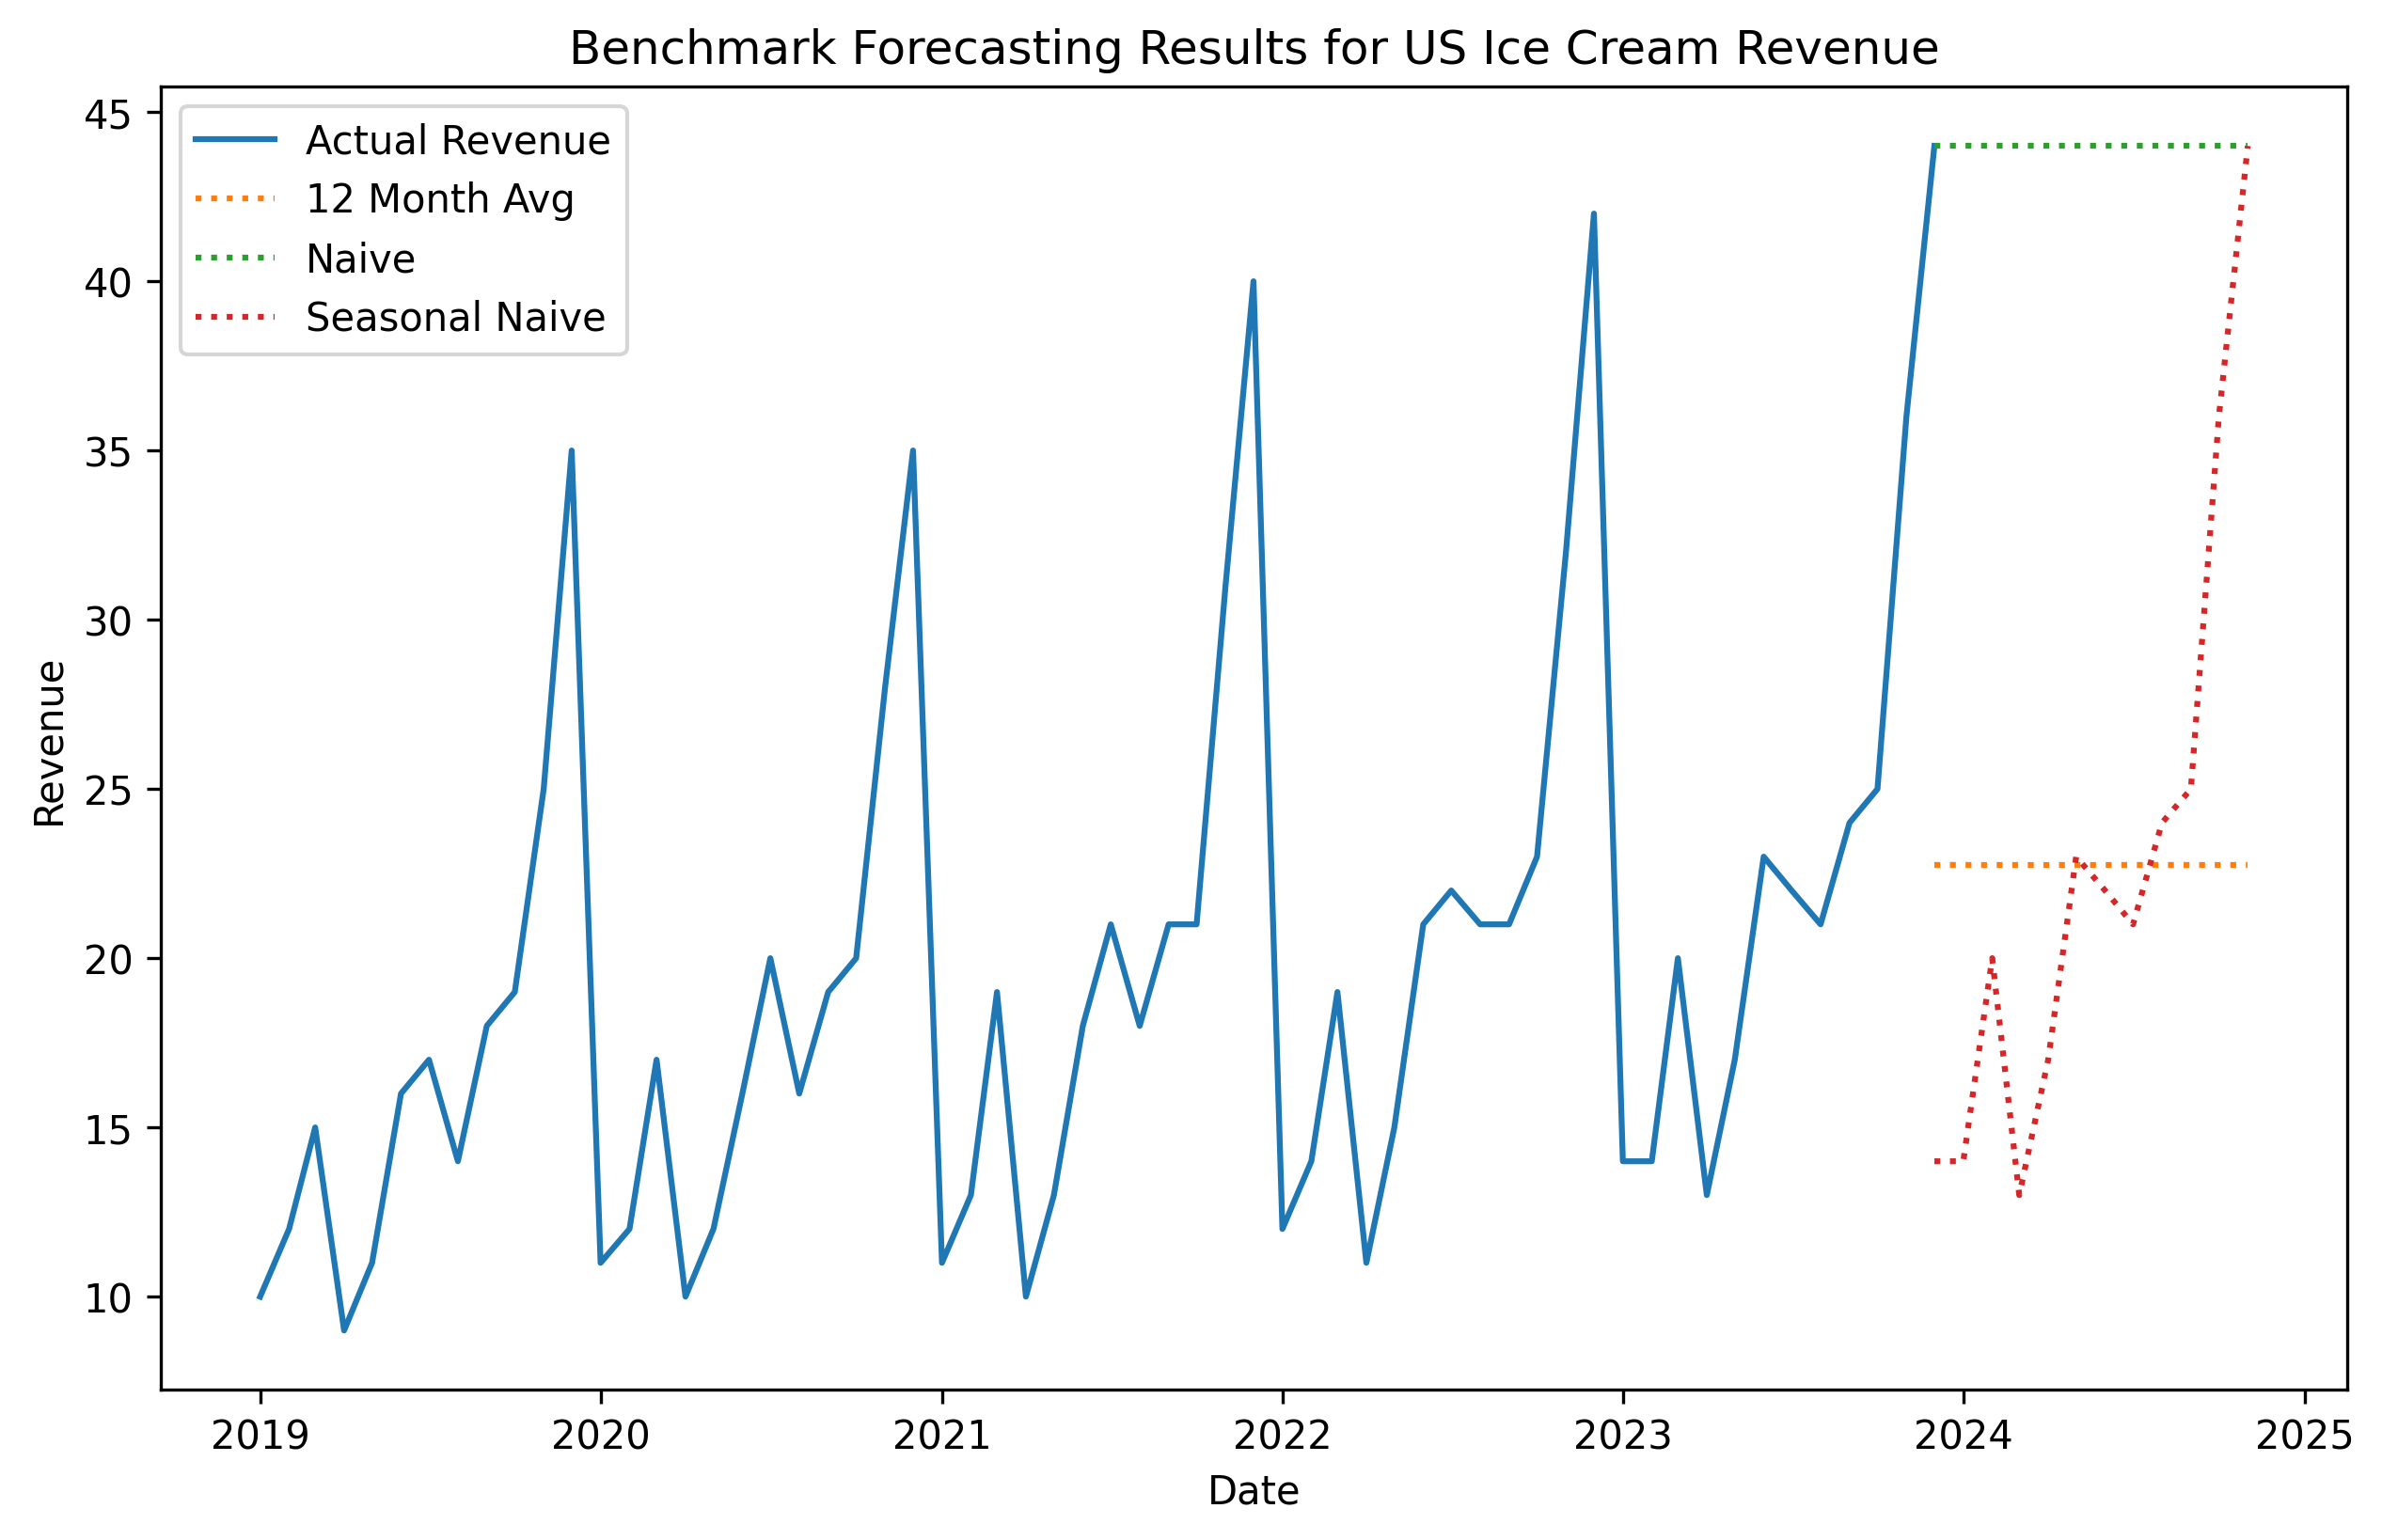 Benchmark Forecasting Results for US Ice Cream Revenue
Actual Revenue
12 Month Avg
Naive
Seasonal Naive
45
40
35
30
25
20
15
10
Revenue
2019 2020 2021 2022 2023 2024 2025
Date